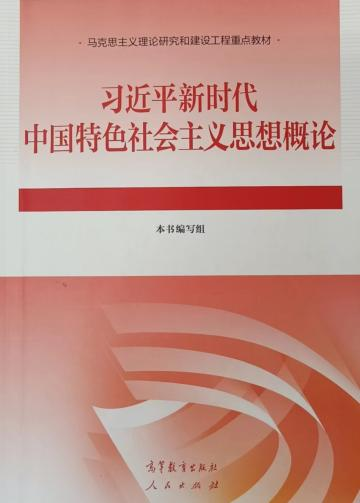 · 马克思主义理论研究和建设工程重点教材 ·
习近平新时代
中国特色社会主义思想概论
本书编写组
高等教育出版社
人民出版社